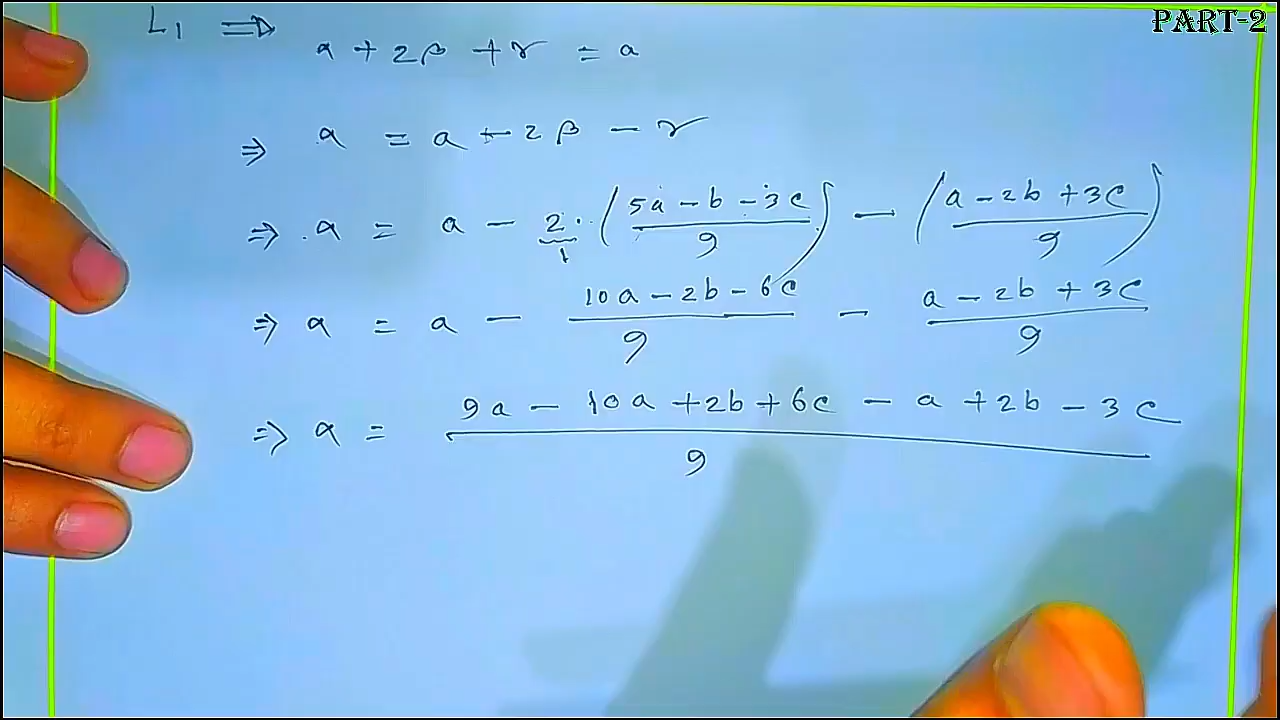 PART-2
L₁ ⇒ α + 2β + γ = a
⇒ α = a - 2β - γ
⇒ α = a - 2/1 · ((5a - b - 3c)/9) - ((a - 2b + 3c)/9)
⇒ α = a - (10a - 2b - 6c)/9 - (a - 2b + 3c)/9
⇒ α = (9a - 10a + 2b + 6c - a + 2b - 3c)/9